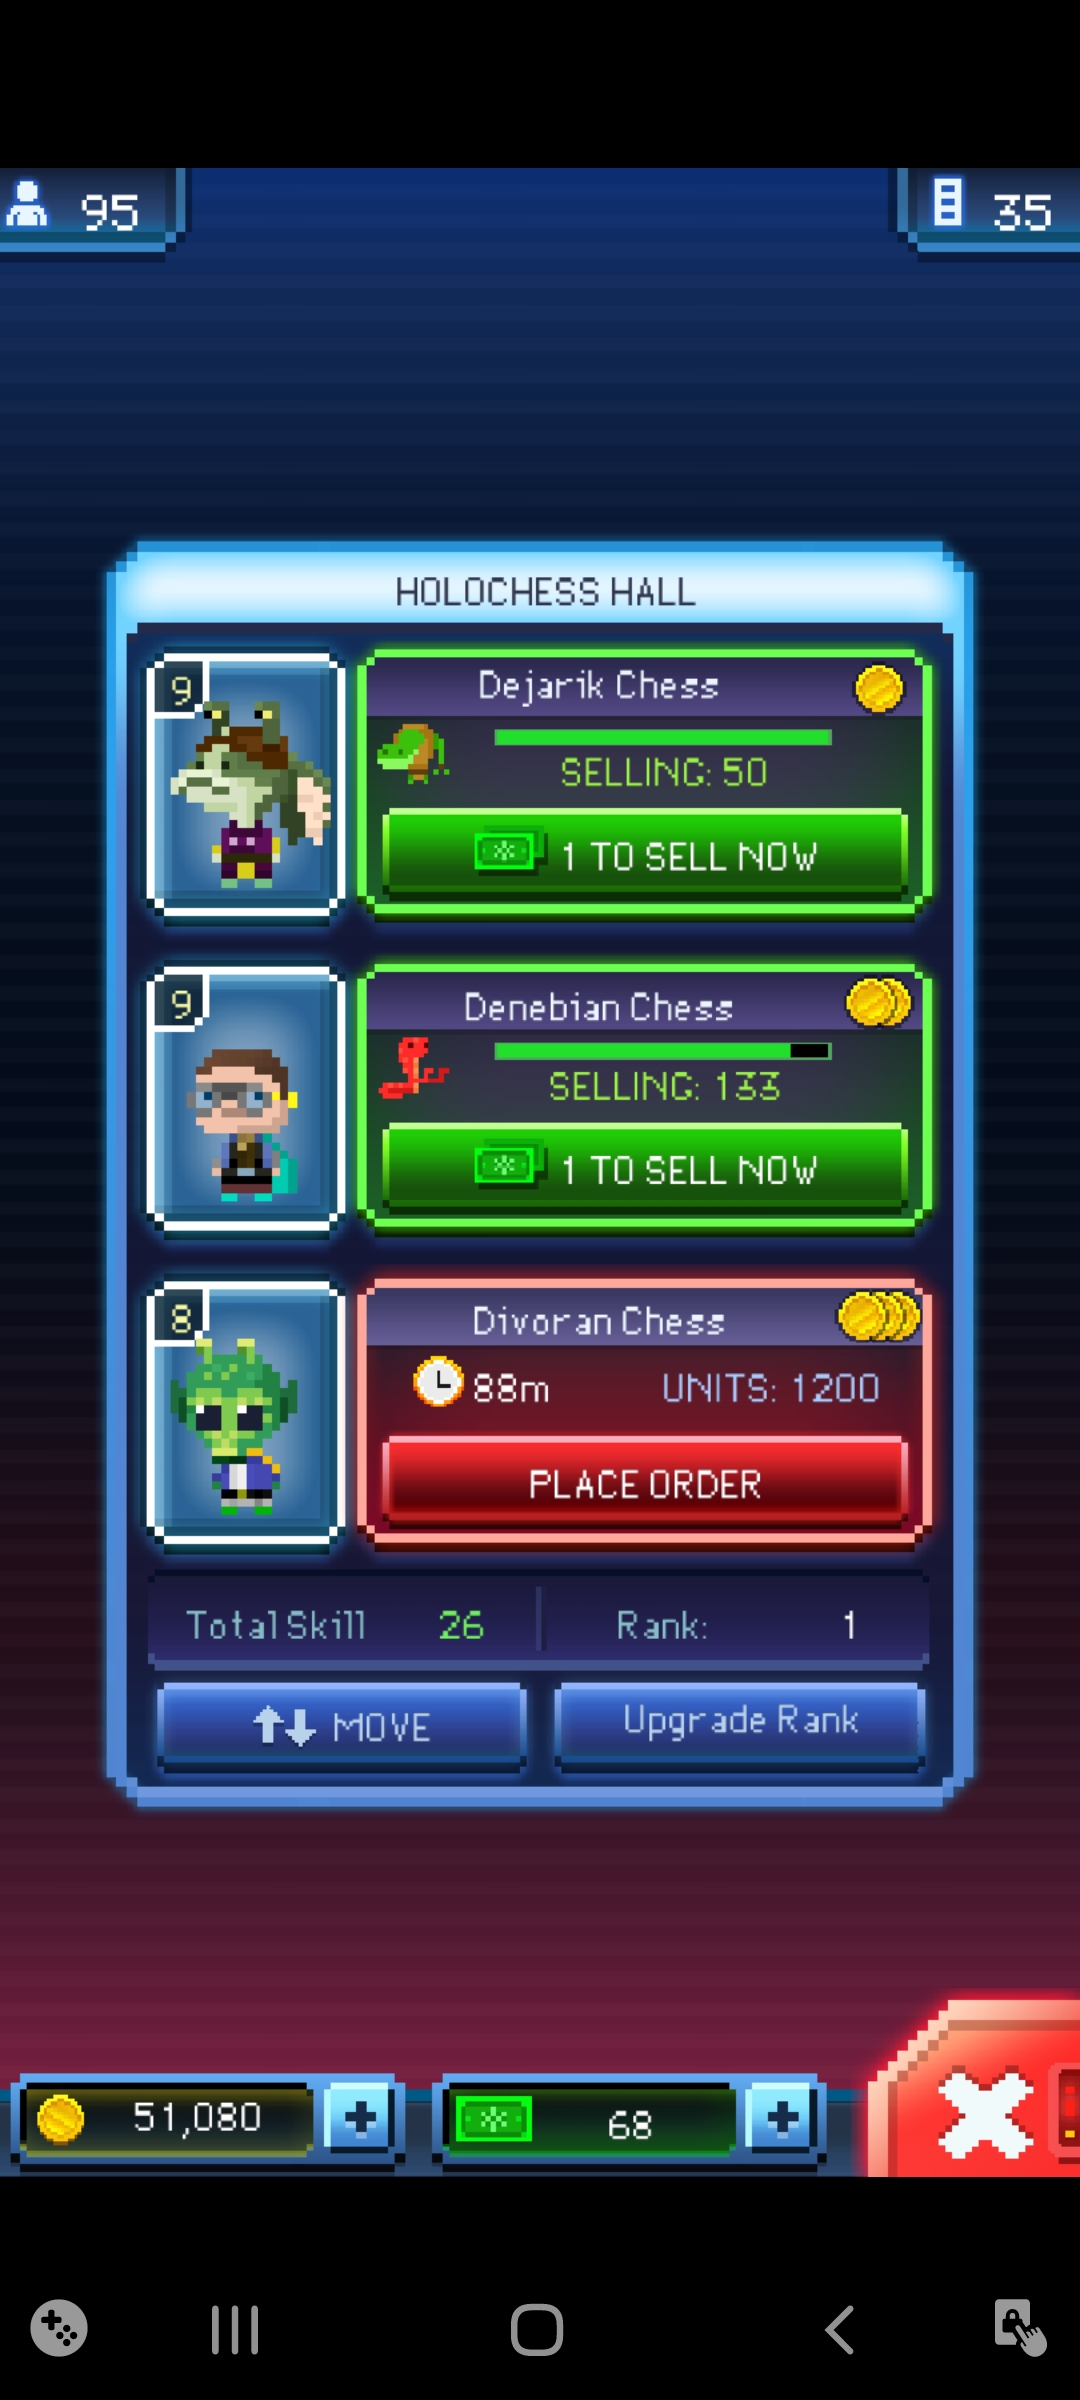 95
35
HOLOCHESS HALL
9
Dejarik Chess
SELLING: 50
1 TO SELL NOW
9
Denebian Chess
SELLING: 133
1 TO SELL NOW
8
Divoran Chess
88m UNITS: 1200
PLACE ORDER
Total Skill 26 Rank: 1
MOVE Upgrade Rank
51,080 68